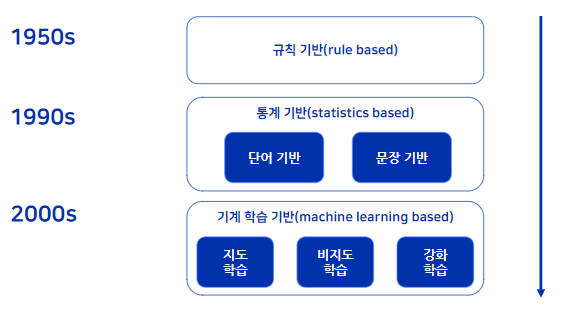 1950s
규칙 기반(rule based)
1990s
통계 기반(statistics based)
단어 기반
문장 기반
2000s
기계 학습 기반(machine learning based)
지도
학습
비지도
학습
강화
학습